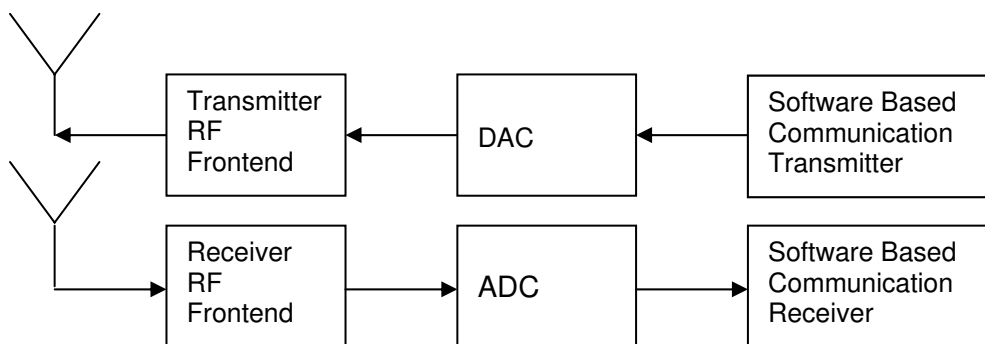 Transmitter
RF
Frontend
DAC
Software Based
Communication
Transmitter
Receiver
RF
Frontend
ADC
Software Based
Communication
Receiver